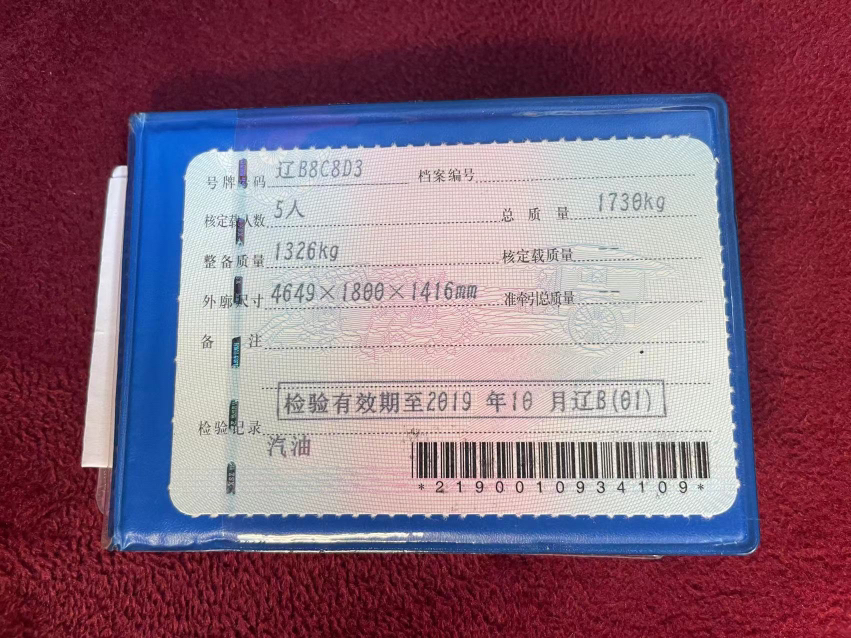 号牌号码 辽B8C8D3 档案编号
核定载人数 5人 总质量 1730kg
整备质量 1326kg 核定载质量 --
外廓尺寸 4649×1800×1416mm 准牵引总质量 --
备注
检验有效期至2019年10月辽B(01)
检验记录
汽油
*2190010934109*